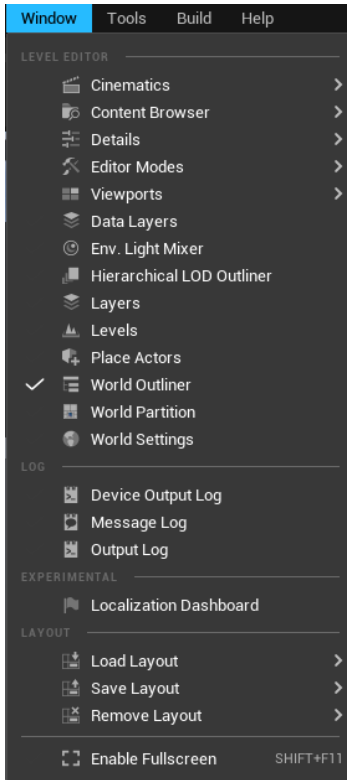 Window Tools Build Help
LEVEL EDITOR
Cinematics
Content Browser
Details
Editor Modes
Viewports
Data Layers
Env. Light Mixer
Hierarchical LOD Outliner
Layers
Levels
Place Actors
World Outliner
World Partition
World Settings
LOG
Device Output Log
Message Log
Output Log
EXPERIMENTAL
Localization Dashboard
LAYOUT
Load Layout
Save Layout
Remove Layout
Enable Fullscreen SHIFT+F11